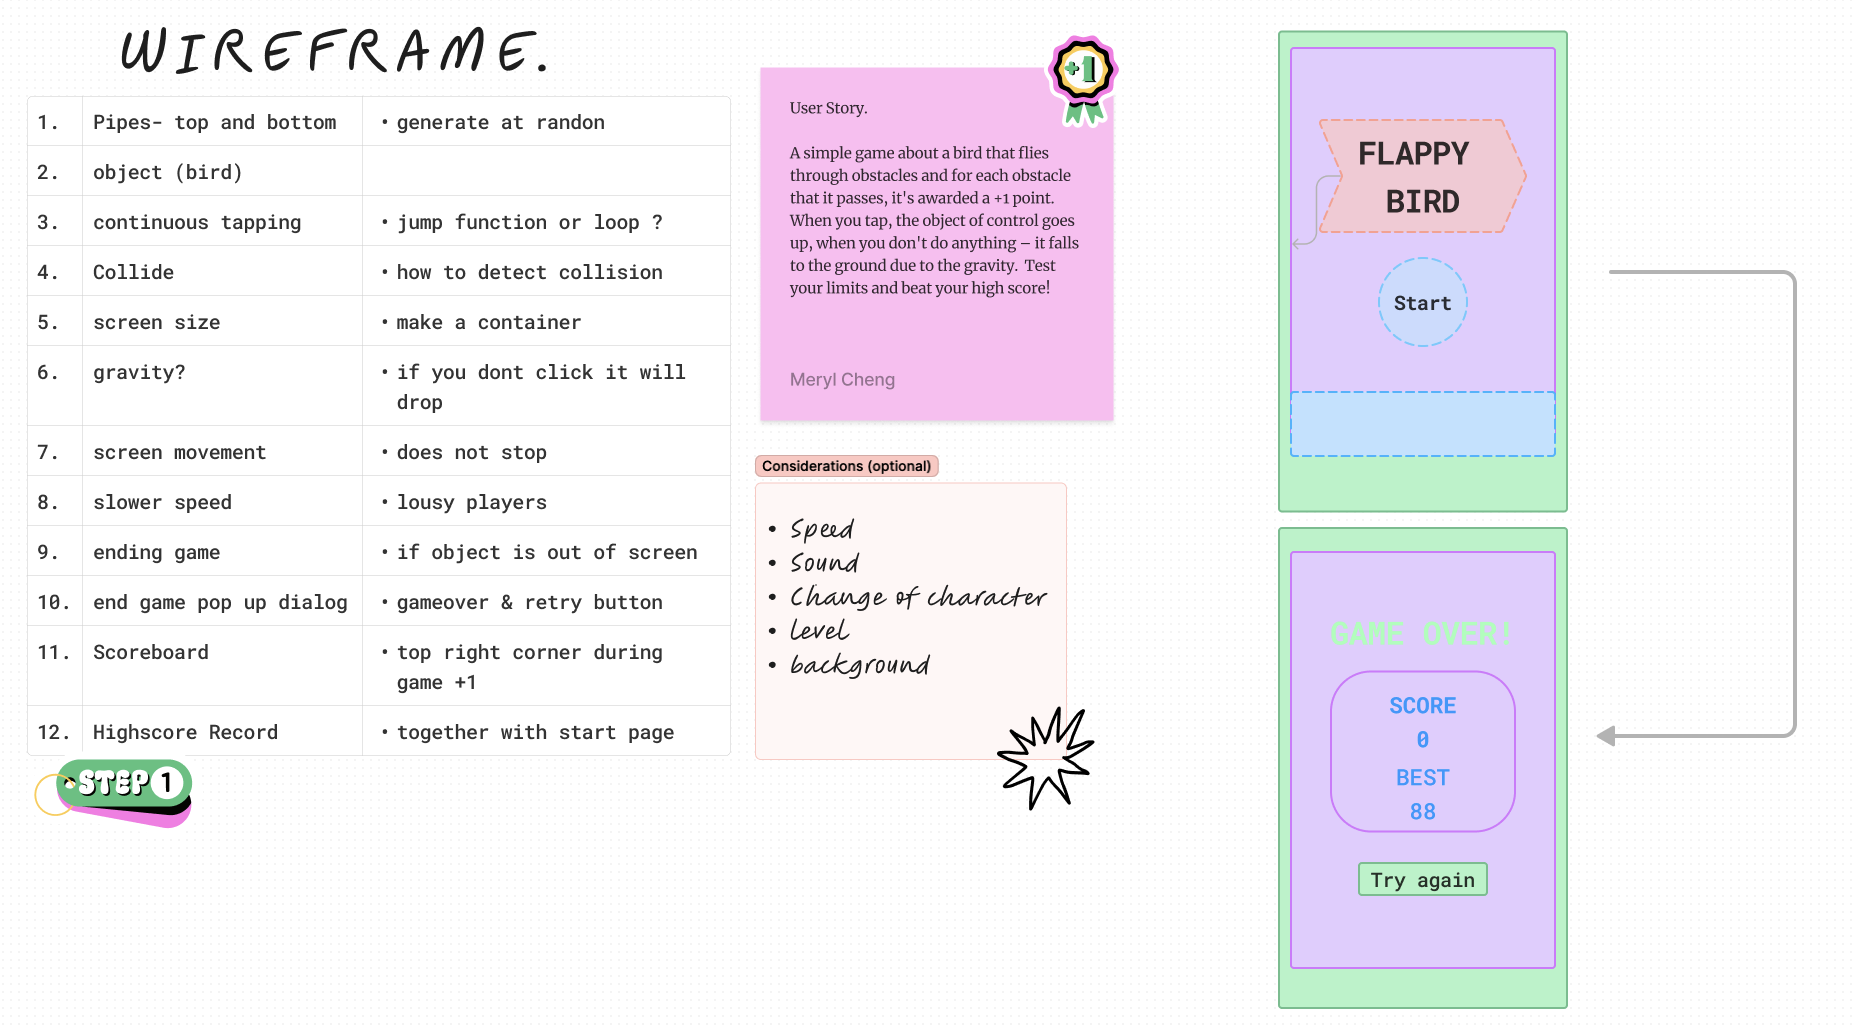 WIREFRAME.
1. Pipes- top and bottom • generate at randon
2. object (bird)
3. continuous tapping • jump function or loop ?
4. Collide • how to detect collision
5. screen size • make a container
6. gravity? • if you dont click it will
drop
7. screen movement • does not stop
8. slower speed • lousy players
9. ending game • if object is out of screen
10. end game pop up dialog • gameover & retry button
11. Scoreboard • top right corner during
game +1
12. Highscore Record • together with start page
STEP 1
+1
User Story.
A simple game about a bird that flies
through obstacles and for each obstacle
that it passes, it's awarded a +1 point.
When you tap, the object of control goes
up, when you don't do anything – it falls
to the ground due to the gravity. Test
your limits and beat your high score!
Meryl Cheng
Considerations (optional)
• Speed
• Sound
• Change of character
• level
• background
FLAPPY
BIRD
Start
GAME OVER!
SCORE
0
BEST
88
Try again